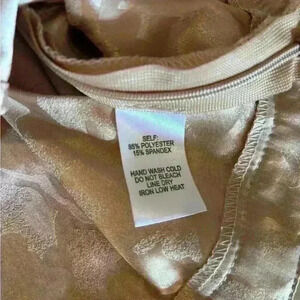 SELF:
85% POLYESTER
15% SPANDEX
HAND WASH COLD
DO NOT BLEACH
LINE DRY
IRON LOW HEAT